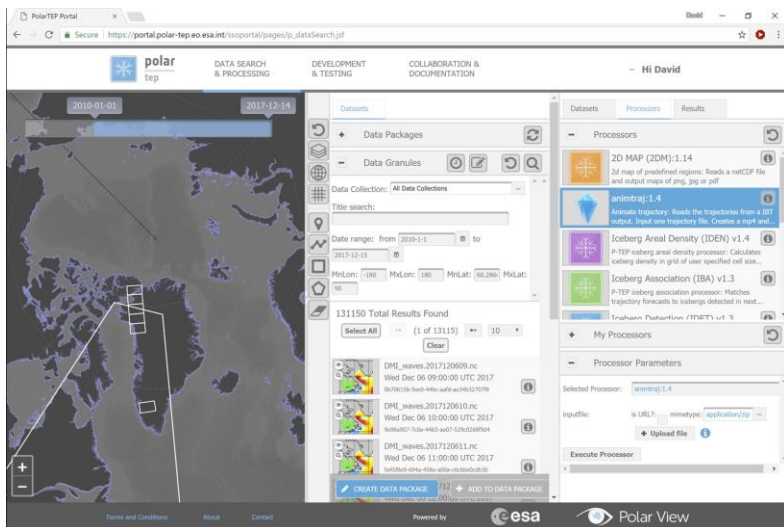 PolarTEP Portal
David
Secure | https://portal.polar-tep.eo.esa.int/ssoportal/pages/p_dataSearch.jsf
polar
tep
DATA SEARCH
& PROCESSING
DEVELOPMENT
& TESTING
COLLABORATION &
DOCUMENTATION
Hi David
2010-01-01
2017-12-14
Datasets
+ Data Packages
− Data Granules
Data Collection: All Data Collections
Title search:
Date range: from 2010-1-1 to
2017-12-15
MnLon: -180 MxLon: 180 MnLat: 60.286 MxLat:
90
131150 Total Results Found
Select All (1 of 13115) 10
Clear
DMI_waves.2017120609.nc
Wed Dec 06 09:00:00 UTC 2017
DMI_waves.2017120610.nc
Wed Dec 06 10:00:00 UTC 2017
DMI_waves.2017120611.nc
Wed Dec 06 11:00:00 UTC 2017
CREATE DATA PACKAGE
+ ADD TO DATA PACKAGE
Datasets
Processors
Results
− Processors
2D MAP (2DM):1.14
2d map of predefined regions: Reads a netCDF file
and output maps of png, jpg or pdf
animtraj:1.4
Animate trajectory: Reads the trajectories from a IBT
output. Input one trajectory file. Creates a mp4 and...
Iceberg Areal Density (IDEN) v1.4
P-TEP iceberg areal density processor: Calculates
iceberg density in grid of user specified cell size...
Iceberg Association (IBA) v1.3
P-TEP iceberg association processor: Matches
trajectory forecasts to icebergs detected in next...
Iceberg Detection (IDET) v1.3
+ My Processors
− Processor Parameters
Selected Processor: animtraj:1.4
inputfile: is URL?: mimetype: application/zip
+ Upload file
Execute Processor
+
−
Terms and Conditions
About
Contact
Powered by
esa
Polar View